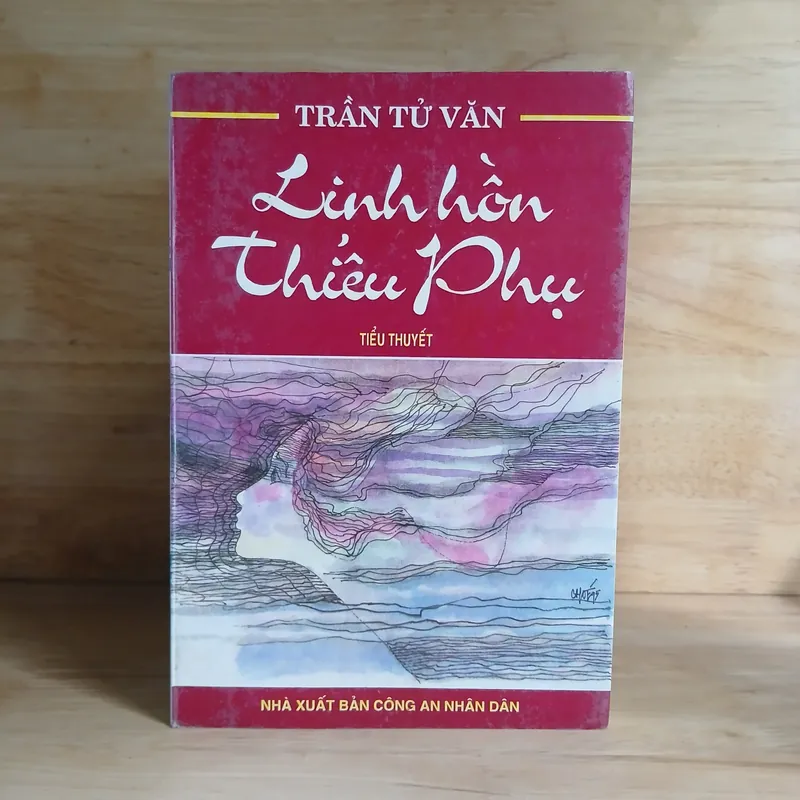 TRẦN TỬ VĂN
Linh hồn
Thiếu Phụ
TIỂU THUYẾT
NHÀ XUẤT BẢN CÔNG AN NHÂN DÂN